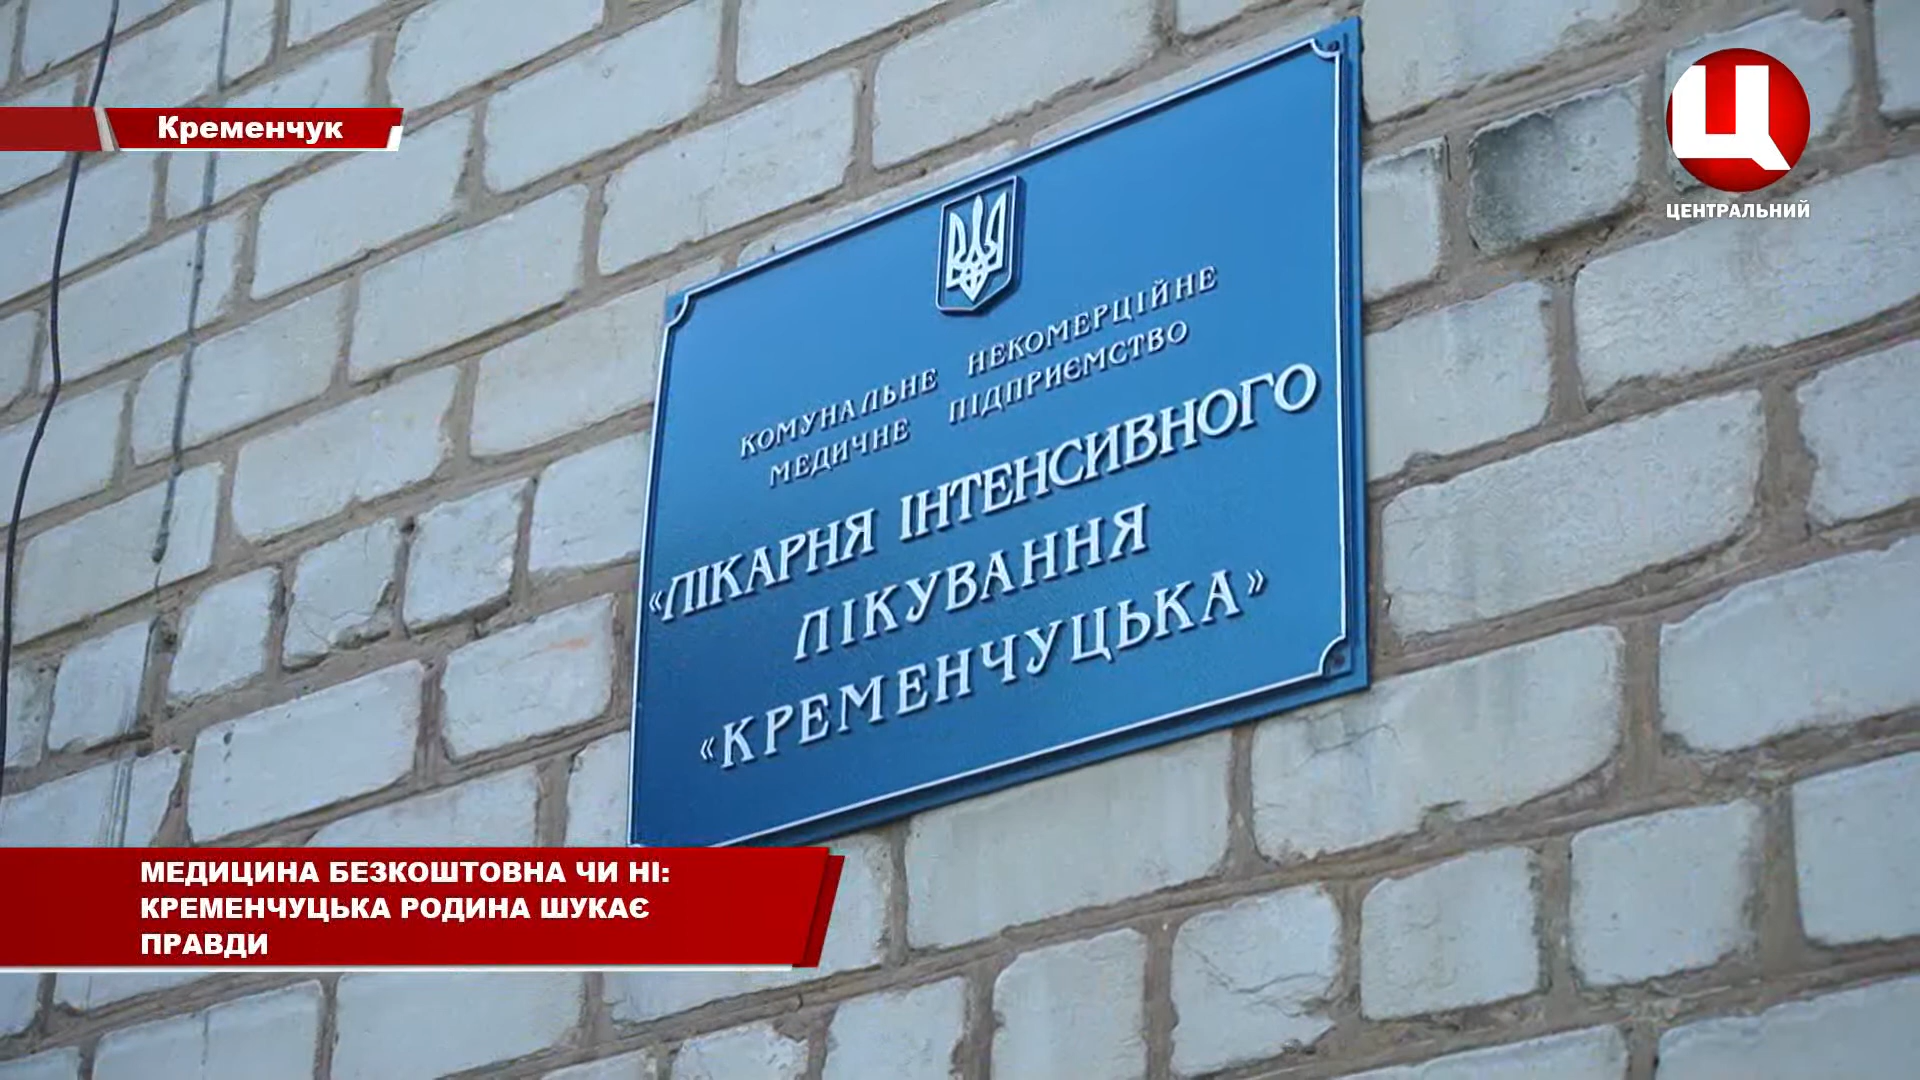 Кременчук
Ц
ЦЕНТРАЛЬНИЙ
КОМУНАЛЬНЕ НЕКОМЕРЦІЙНЕ
МЕДИЧНЕ ПІДПРИЄМСТВО
«ЛІКАРНЯ ІНТЕНСИВНОГО
ЛІКУВАННЯ
«КРЕМЕНЧУЦЬКА»
МЕДИЦИНА БЕЗКОШТОВНА ЧИ НІ:
КРЕМЕНЧУЦЬКА РОДИНА ШУКАЄ
ПРАВДИ